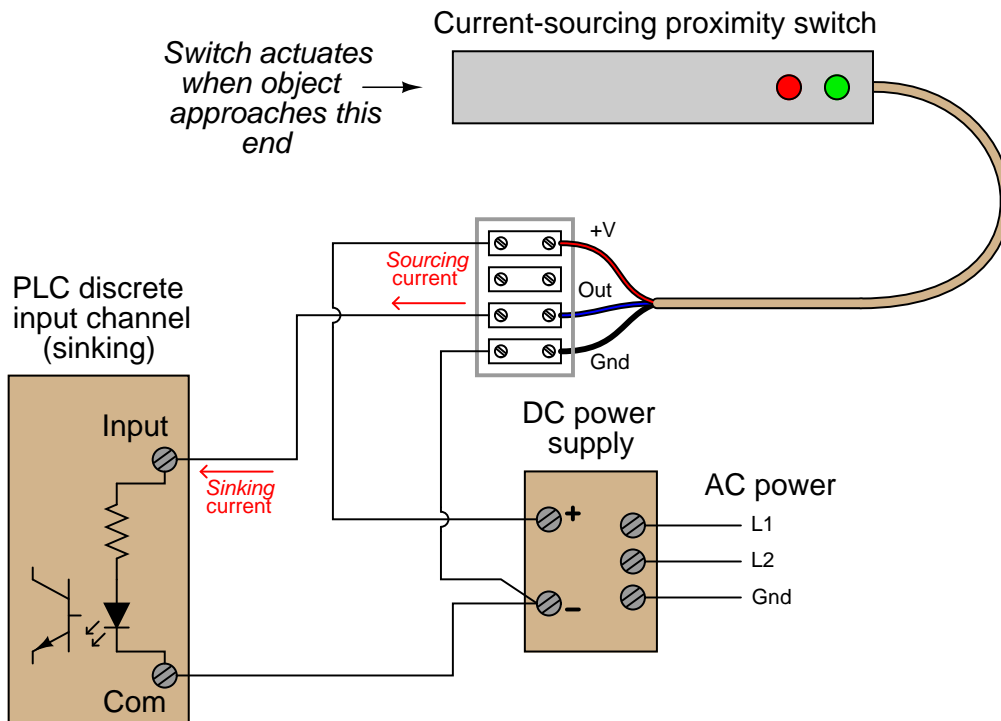 Current-sourcing proximity switch
Switch actuates
when object
approaches this
end
+V
Sourcing
current
Out
Gnd
PLC discrete
input channel
(sinking)
Input
Sinking
current
Com
DC power
supply
+
−
AC power
L1
L2
Gnd